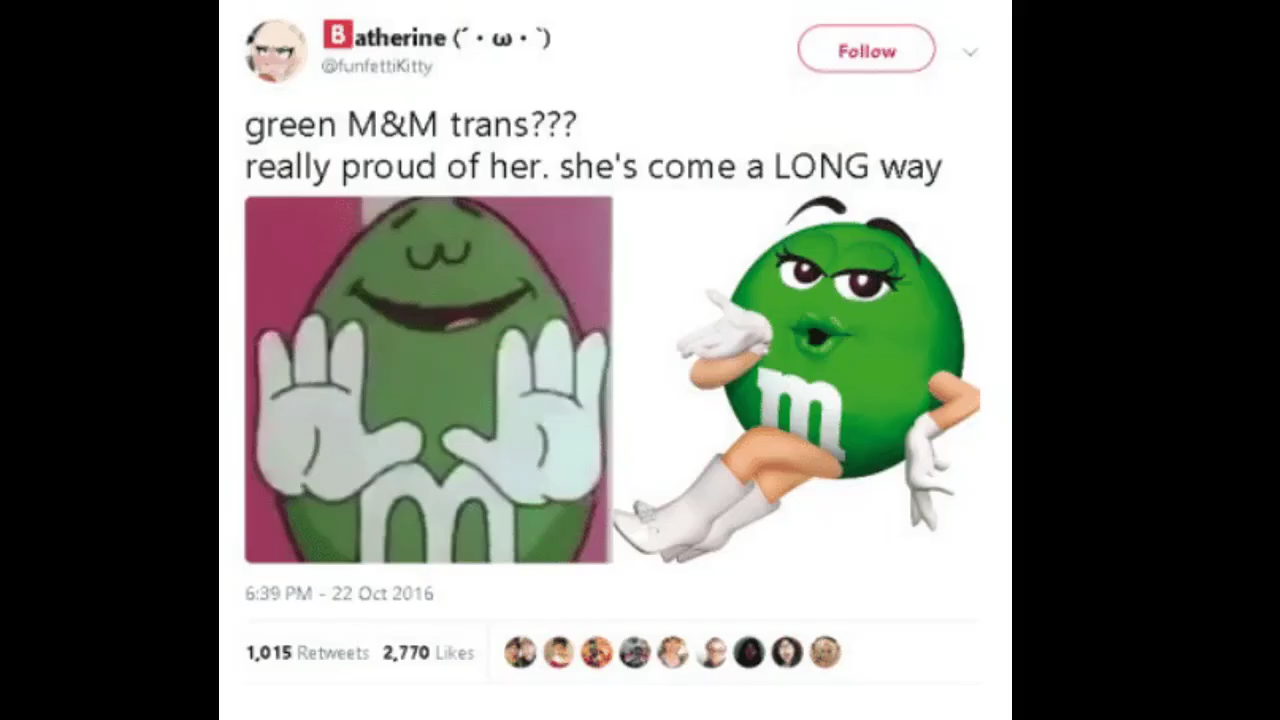 🅱atherine (´・ω・`)
@funfettiKitty
Follow
green M&M trans???
really proud of her. she's come a LONG way
m
m
6:39 PM - 22 Oct 2016
1,015 Retweets 2,770 Likes